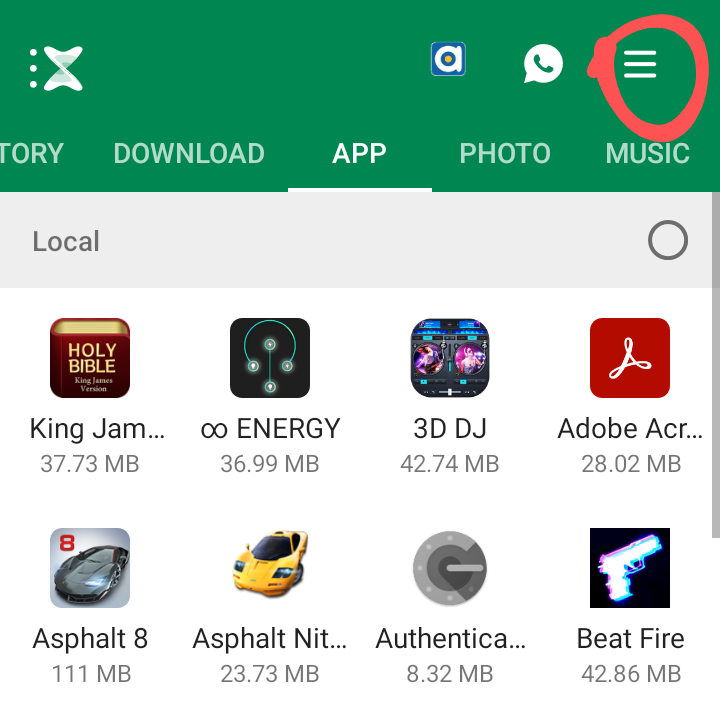 TORY DOWNLOAD APP PHOTO MUSIC
Local
HOLY
BIBLE
King James
Version
King Jam... ∞ ENERGY 3D DJ Adobe Acr...
37.73 MB 36.99 MB 42.74 MB 28.02 MB
8
Asphalt 8 Asphalt Nit... Authentica... Beat Fire
111 MB 23.73 MB 8.32 MB 42.86 MB